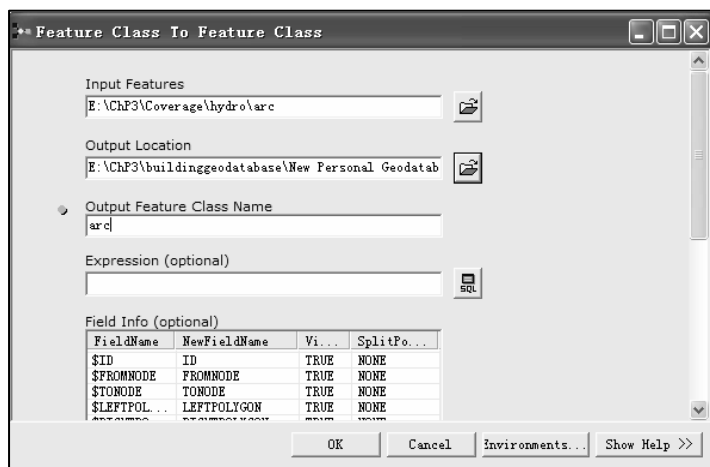 Feature Class To Feature Class
Input Features
E:\ChP3\Coverage\hydro\arc
Output Location
E:\ChP3\buildinggeodatabase\New Personal Geodatab
Output Feature Class Name
arc
Expression (optional)
SQL
Field Info (optional)
FieldName NewFieldName Vi... SplitPo...
$ID ID TRUE NONE
$FROMNODE FROMNODE TRUE NONE
$TONODE TONODE TRUE NONE
$LEFTPOL... LEFTPOLYGON TRUE NONE
TRUE NONE
OK Cancel Environments... Show Help >>